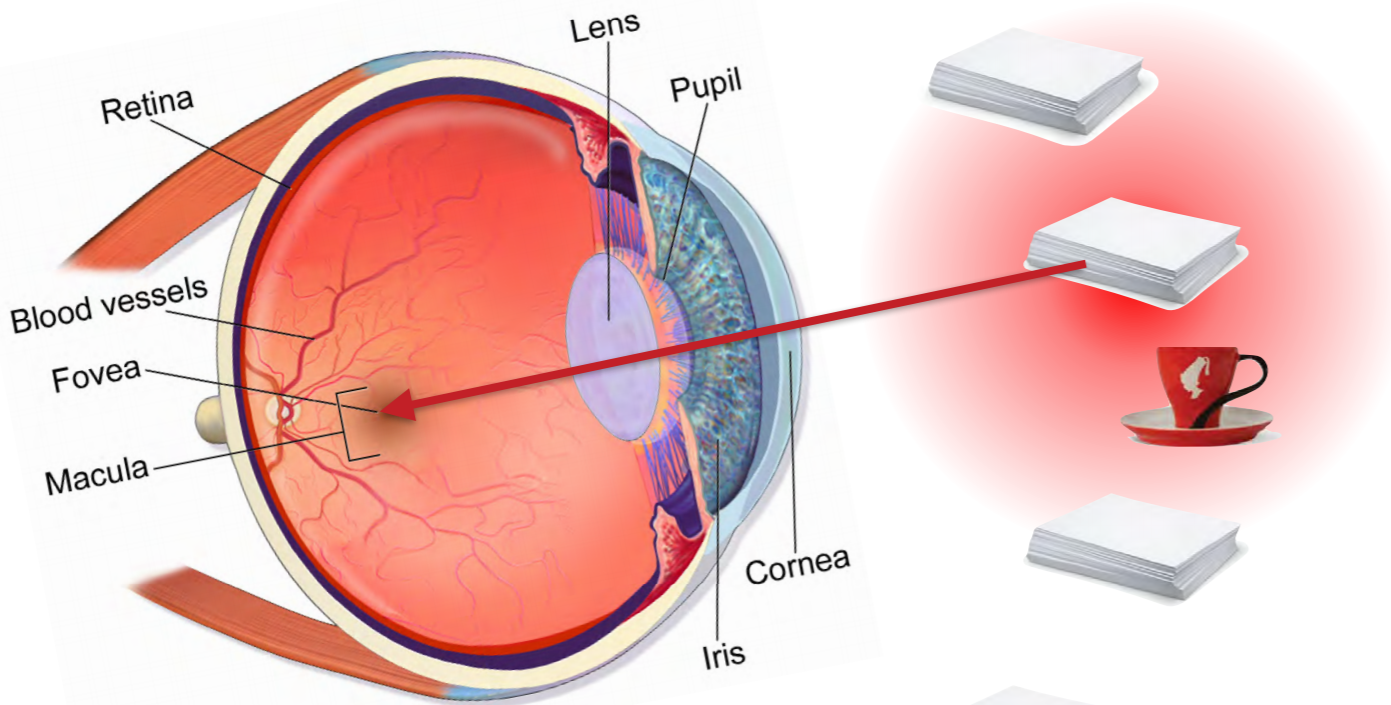 Lens
Pupil
Retina
Blood vessels
Fovea
Macula
Cornea
Iris